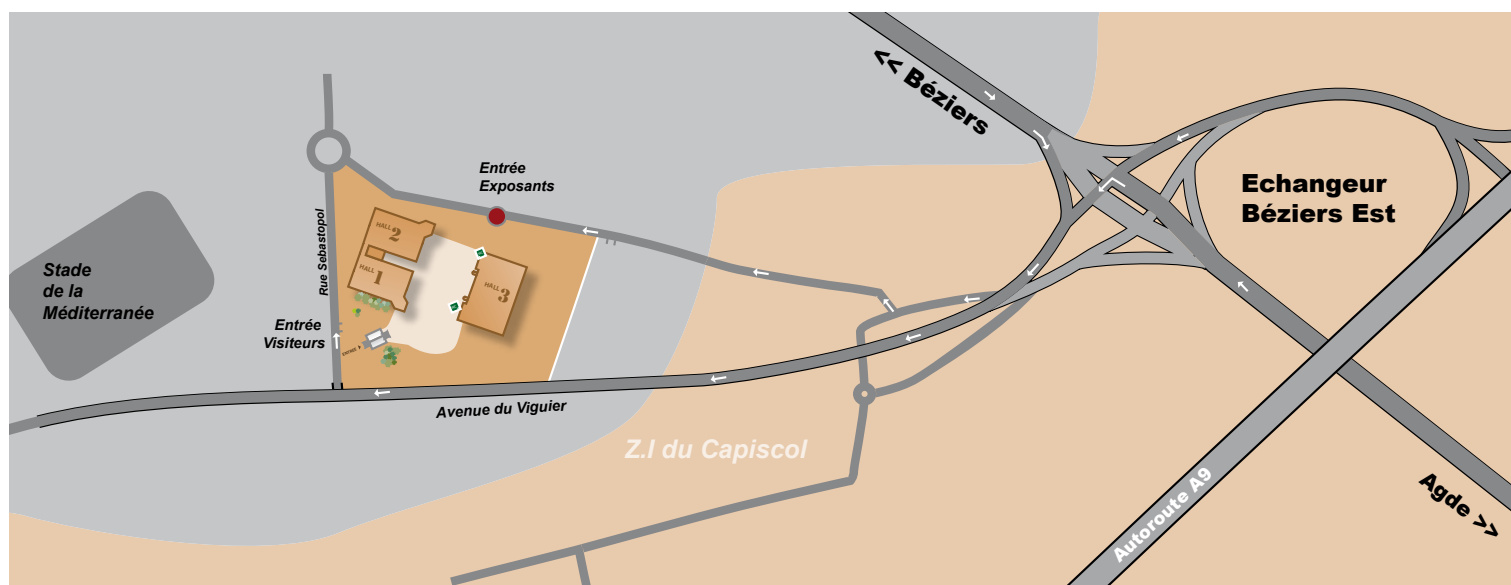 << Béziers
Echangeur
Béziers Est
Entrée
Exposants
HALL 2
HALL 1
HALL 3
Rue Sebastopol
Stade
de la
Méditerranée
Entrée
Visiteurs
Avenue du Viguier
Z.I du Capiscol
Autoroute A9
Agde >>